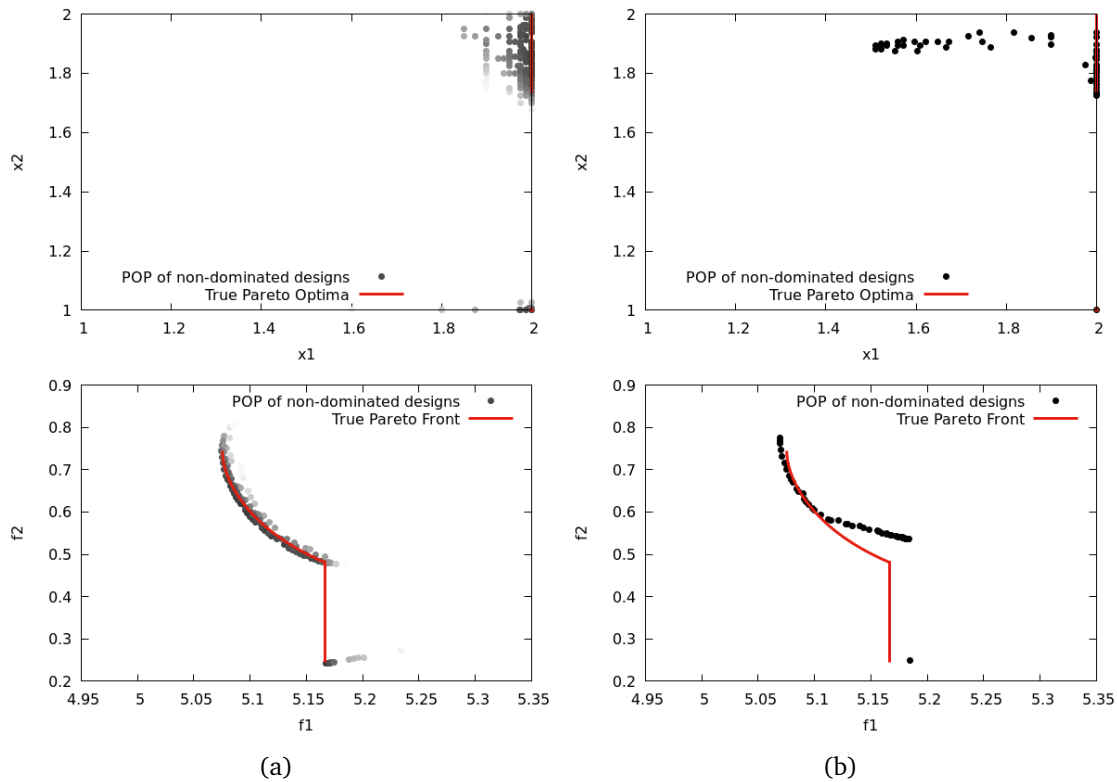 2
1.8
1.6
1.4
1.2
1
x2
POP of non-dominated designs
True Pareto Optima
1 1.2 1.4 1.6 1.8 2
x1
2
1.8
1.6
1.4
1.2
1
x2
POP of non-dominated designs
True Pareto Optima
1 1.2 1.4 1.6 1.8 2
x1
0.9
0.8
0.7
0.6
0.5
0.4
0.3
0.2
f2
POP of non-dominated designs
True Pareto Front
4.95 5 5.05 5.1 5.15 5.2 5.25 5.3 5.35
f1
(a)
0.9
0.8
0.7
0.6
0.5
0.4
0.3
0.2
f2
POP of non-dominated designs
True Pareto Front
4.95 5 5.05 5.1 5.15 5.2 5.25 5.3 5.35
f1
(b)